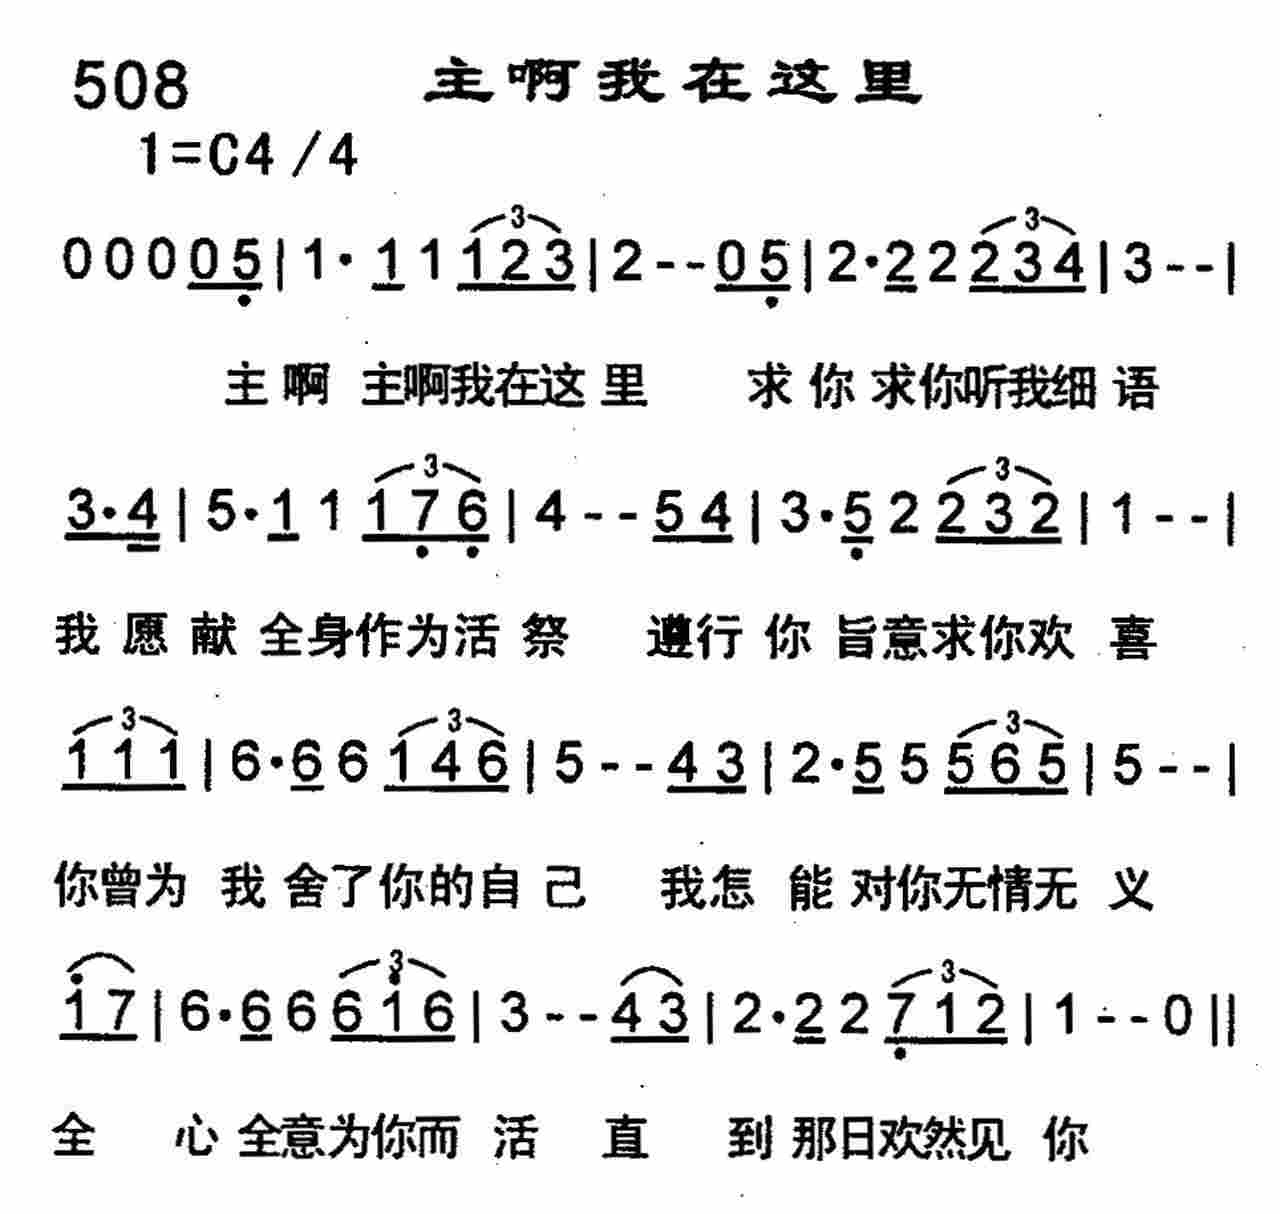 508 主啊我在这里
1=C4/4
0 0 0 0 5 | 1· 1 1 1 2 3 | 2 - - 0 5 | 2· 2 2 2 3 4 | 3 - - |
主啊 主啊我在这里 求你 求你听我细语
3· 4 | 5· 1 1 1 7 6 | 4 - - 5 4 | 3· 5 2 2 3 2 | 1 - - |
我愿献 全身作为活祭 遵行你 旨意求你欢喜
1 1 1 | 6· 6 6 1 4 6 | 5 - - 4 3 | 2· 5 5 5 6 5 | 5 - - |
你曾为 我 舍了你的自己 我怎 能 对你无情无义
1 7 | 6· 6 6 6 1 6 | 3 - - 4 3 | 2· 2 2 7 1 2 | 1 - - 0 ||
全 心 全意为你而 活 直 到 那日欢然见 你